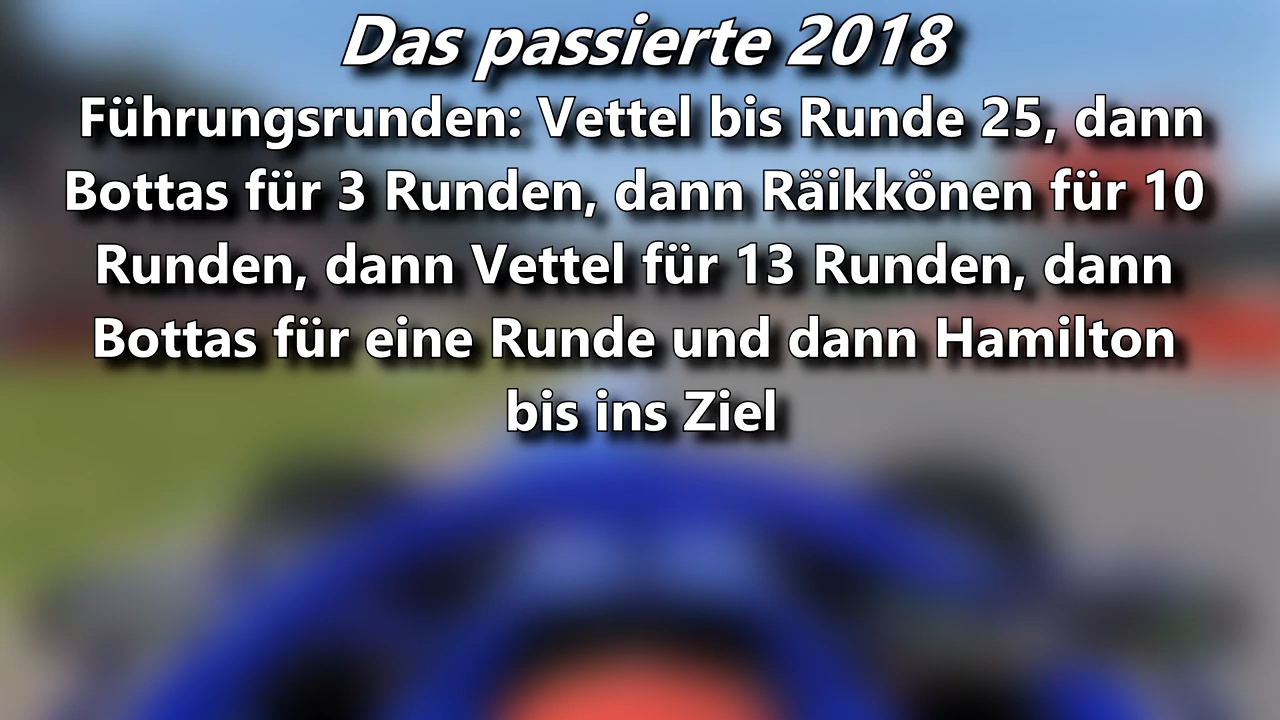 Das passierte 2018
Führungsrunden: Vettel bis Runde 25, dann
Bottas für 3 Runden, dann Räikkönen für 10
Runden, dann Vettel für 13 Runden, dann
Bottas für eine Runde und dann Hamilton
bis ins Ziel